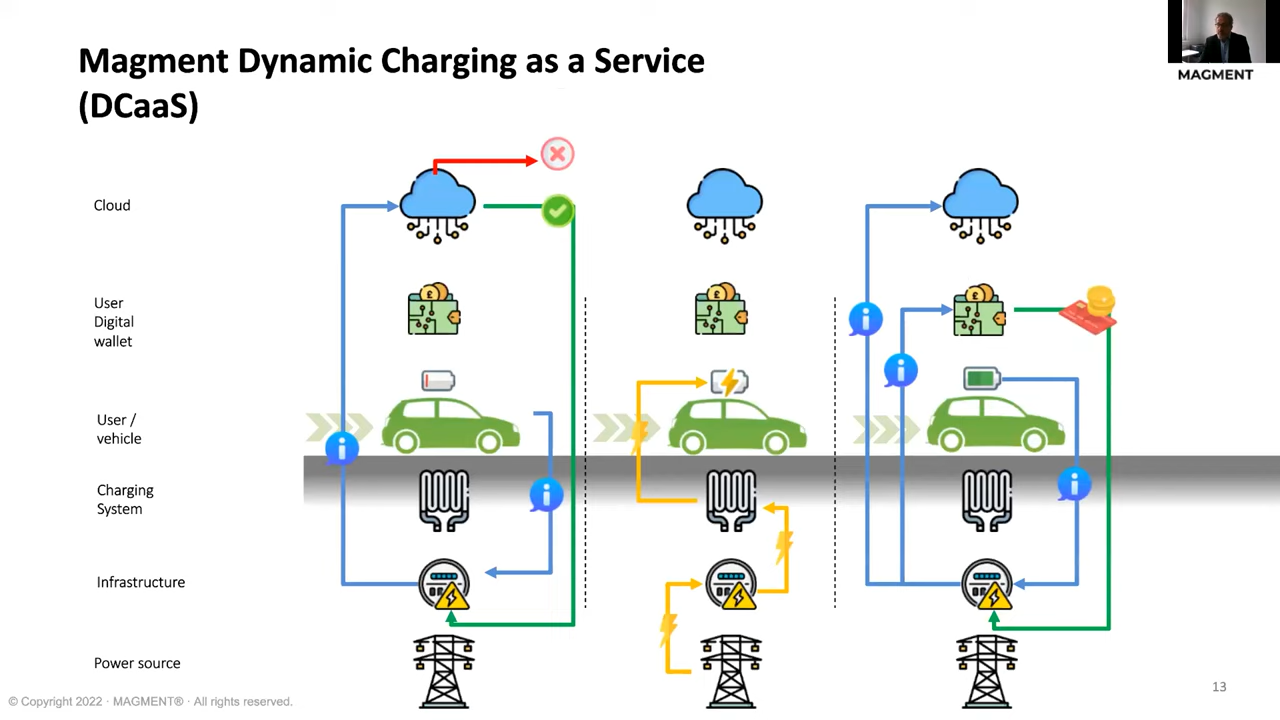 Magment Dynamic Charging as a Service
(DCaaS)
MAGMENT
Cloud
User
Digital
wallet
User /
vehicle
Charging
System
Infrastructure
Power source
© Copyright 2022 · MAGMENT® · All rights reserved.
13